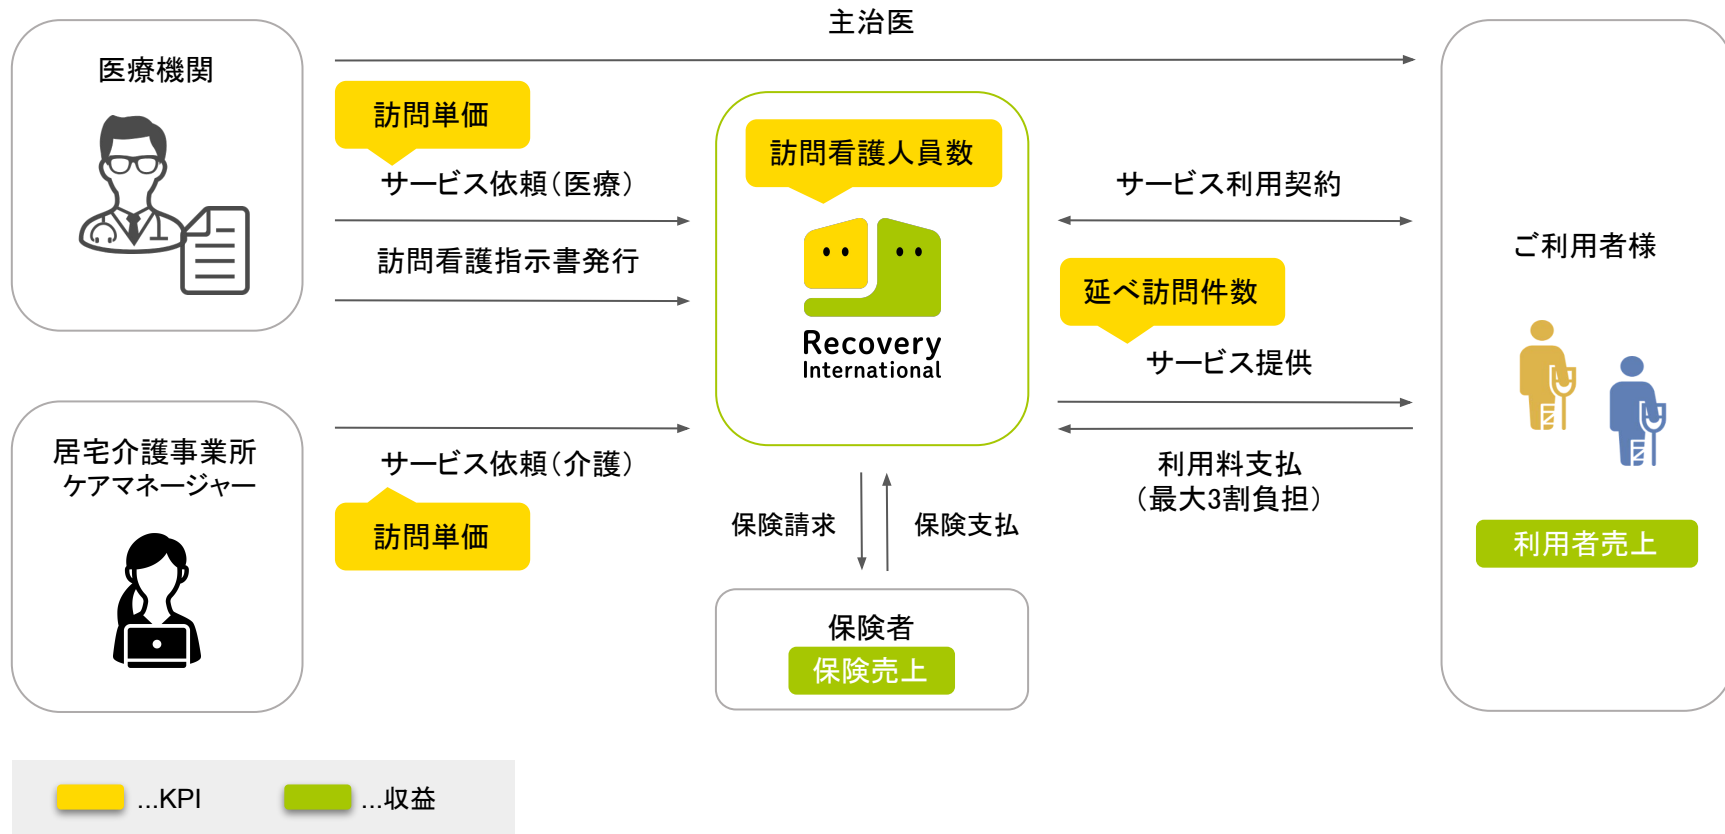 主治医
医療機関
訪問単価
サービス依頼（医療）
訪問看護指示書発行
訪問看護人員数
Recovery
International
サービス利用契約
延べ訪問件数
サービス提供
利用料支払
（最大3割負担）
ご利用者様
利用者売上
居宅介護事業所
ケアマネージャー
サービス依頼（介護）
訪問単価
保険請求
保険支払
保険者
保険売上
...KPI
...収益